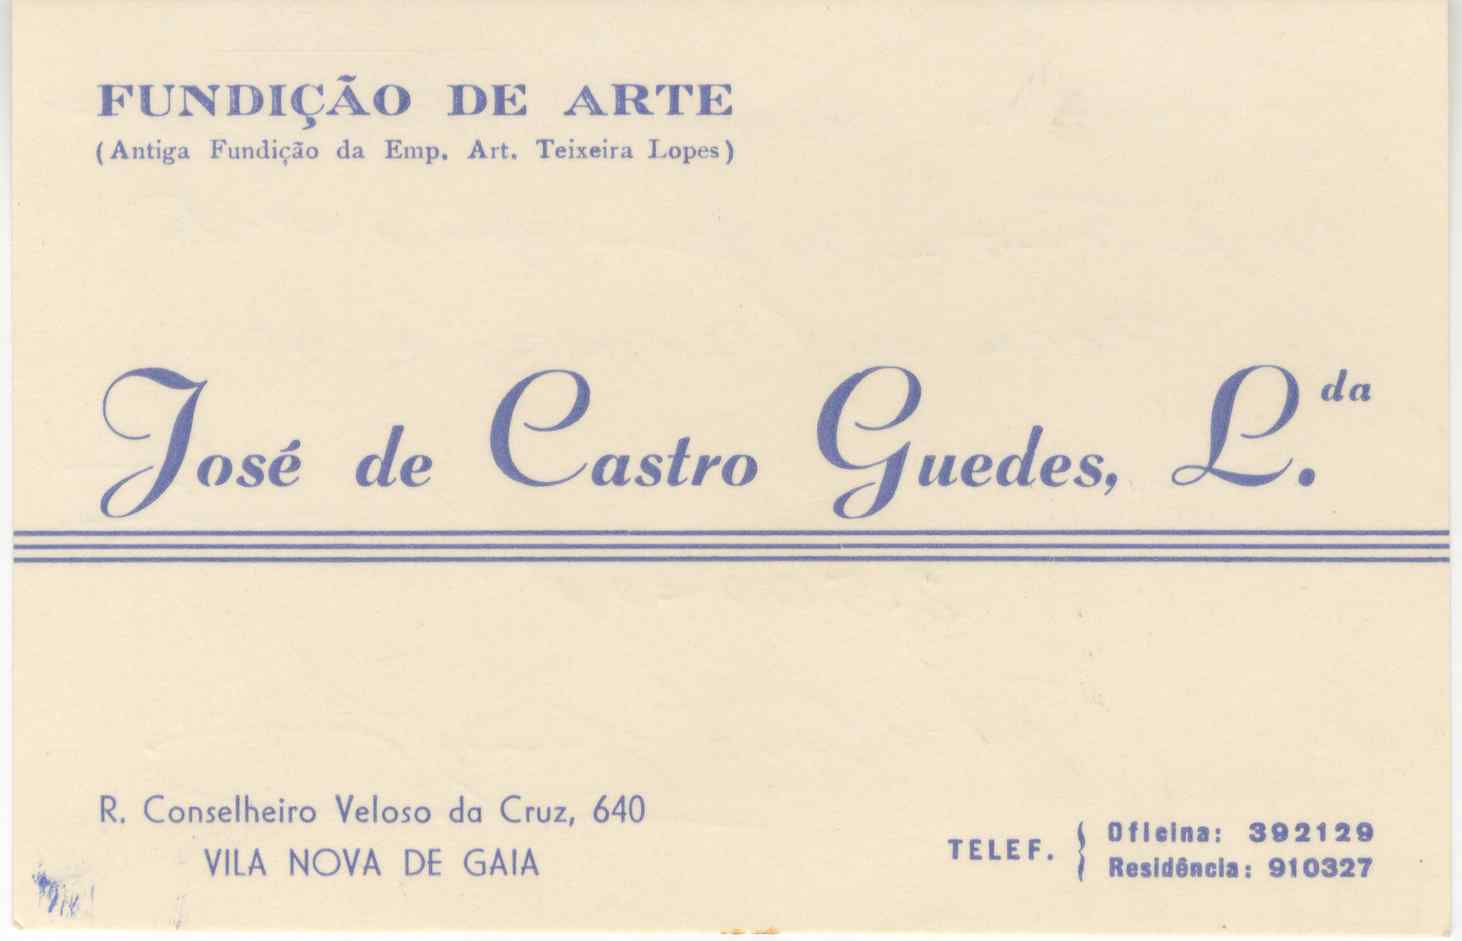 FUNDIÇÃO DE ARTE
(Antiga Fundição da Emp. Art. Teixeira Lopes)
José de Castro Guedes, L.da
R. Conselheiro Veloso da Cruz, 640
VILA NOVA DE GAIA
TELEF. { Oficina: 392129
Residência: 910327